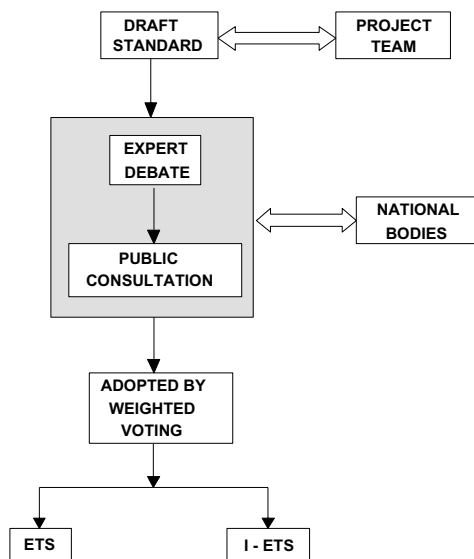 DRAFT
STANDARD
PROJECT
TEAM
EXPERT
DEBATE
NATIONAL
BODIES
PUBLIC
CONSULTATION
ADOPTED BY
WEIGHTED
VOTING
ETS
I - ETS